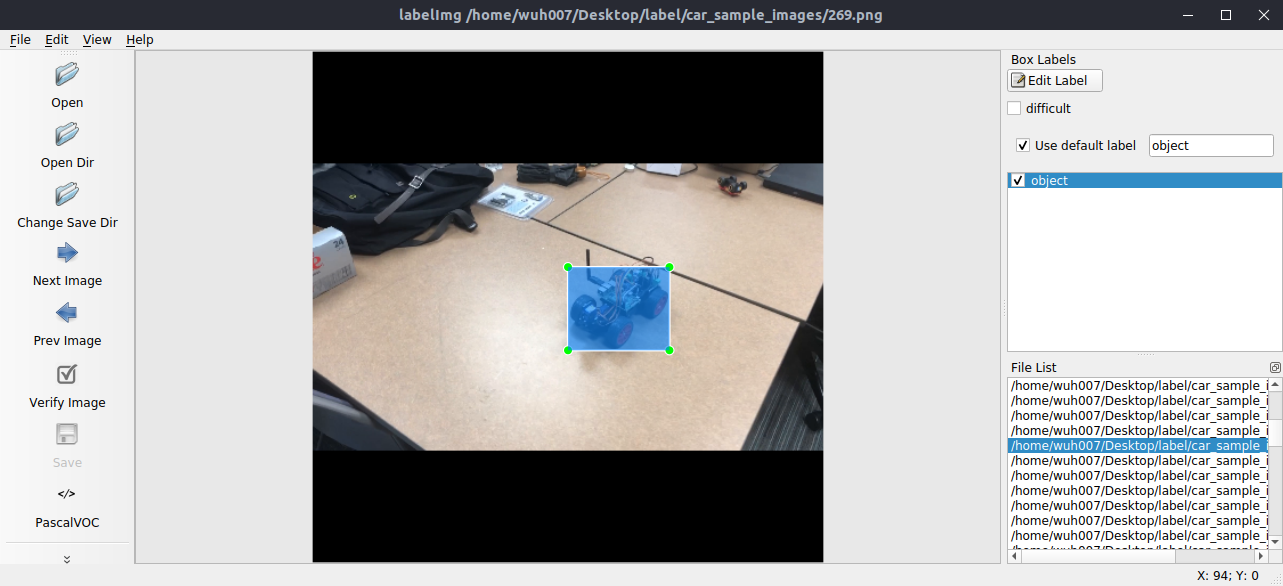 labelImg /home/wuh007/Desktop/label/car_sample_images/269.png
File Edit View Help
Open
Open Dir
Change Save Dir
Next Image
Prev Image
Verify Image
Save
</>
PascalVOC
24
Box Labels
Edit Label
difficult
Use default label object
object
File List
/home/wuh007/Desktop/label/car_sample_i
/home/wuh007/Desktop/label/car_sample_i
/home/wuh007/Desktop/label/car_sample_i
/home/wuh007/Desktop/label/car_sample_i
/home/wuh007/Desktop/label/car_sample_i
/home/wuh007/Desktop/label/car_sample_i
/home/wuh007/Desktop/label/car_sample_i
/home/wuh007/Desktop/label/car_sample_i
/home/wuh007/Desktop/label/car_sample_i
/home/wuh007/Desktop/label/car_sample_i
/home/wuh007/Desktop/label/car_sample_i
X: 94; Y: 0